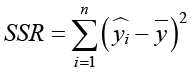 SSR = \sum_{i=1}^{n} \left( \widehat{y_i} - \overline{y} \right)^2